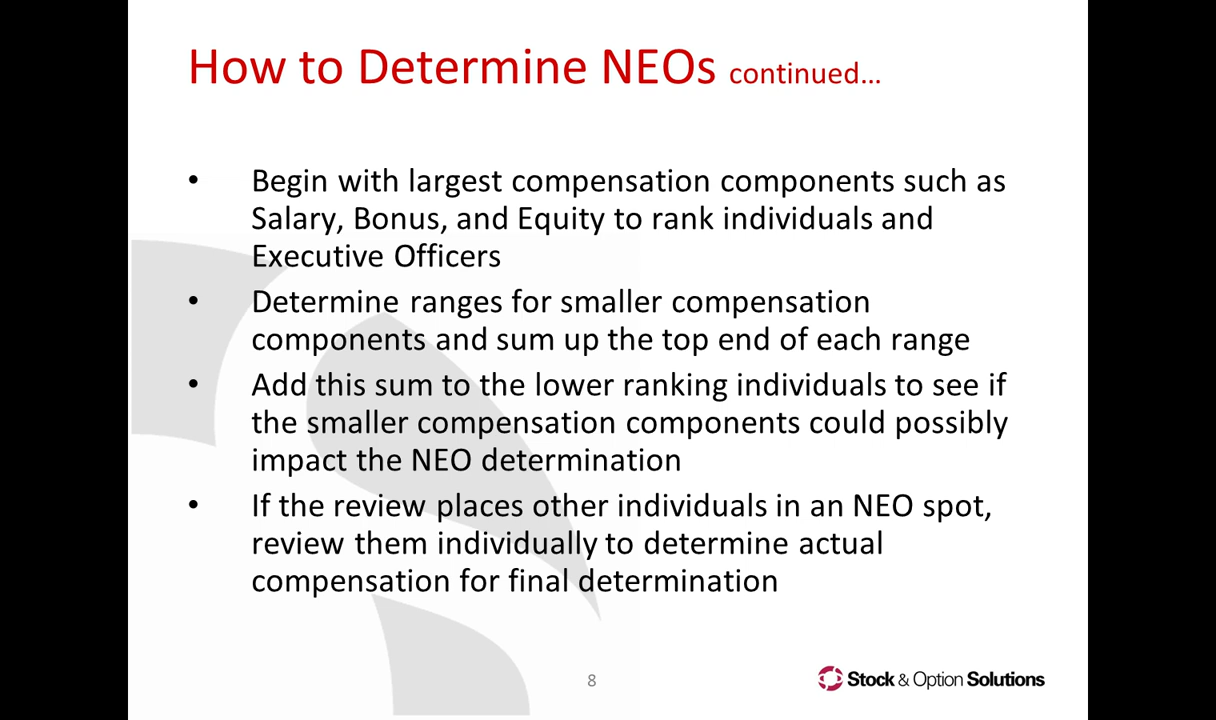 How to Determine NEOs continued...
• Begin with largest compensation components such as
Salary, Bonus, and Equity to rank individuals and
Executive Officers
• Determine ranges for smaller compensation
components and sum up the top end of each range
• Add this sum to the lower ranking individuals to see if
the smaller compensation components could possibly
impact the NEO determination
• If the review places other individuals in an NEO spot,
review them individually to determine actual
compensation for final determination
8
Stock & Option Solutions